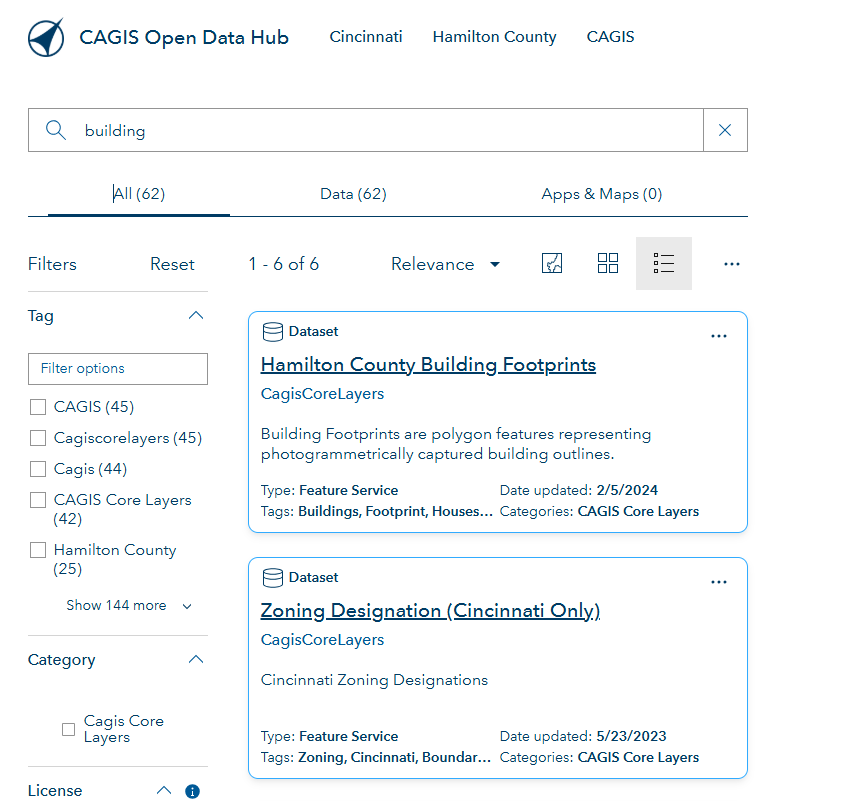 CAGIS Open Data Hub
Cincinnati
Hamilton County
CAGIS
building
All (62)
Data (62)
Apps & Maps (0)
Filters
Reset
1 - 6 of 6
Relevance
Tag
Filter options
CAGIS (45)
Cagiscorelayers (45)
Cagis (44)
CAGIS Core Layers
(42)
Hamilton County
(25)
Show 144 more
Category
Cagis Core
Layers
License
Dataset
Hamilton County Building Footprints
CagisCoreLayers
Building Footprints are polygon features representing
photogrammetrically captured building outlines.
Type: Feature Service
Date updated: 2/5/2024
Tags: Buildings, Footprint, Houses...
Categories: CAGIS Core Layers
Dataset
Zoning Designation (Cincinnati Only)
CagisCoreLayers
Cincinnati Zoning Designations
Type: Feature Service
Date updated: 5/23/2023
Tags: Zoning, Cincinnati, Boundar...
Categories: CAGIS Core Layers